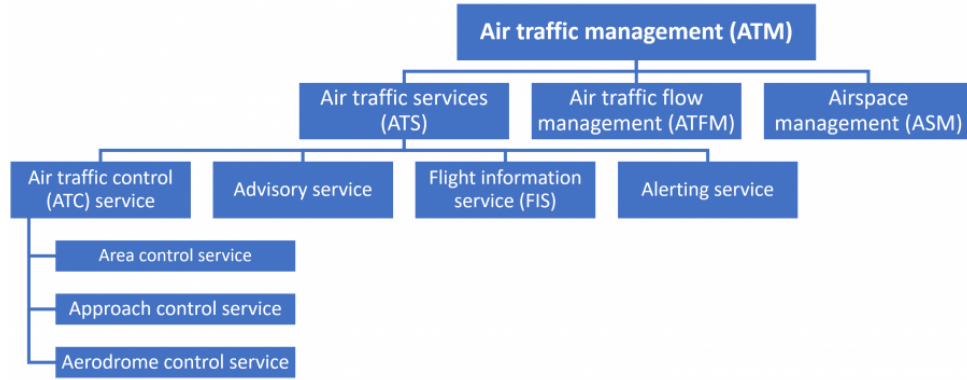 Air traffic management (ATM)
Air traffic services
(ATS)
Air traffic flow
management (ATFM)
Airspace
management (ASM)
Air traffic control
(ATC) service
Advisory service
Flight information
service (FIS)
Alerting service
Area control service
Approach control service
Aerodrome control service